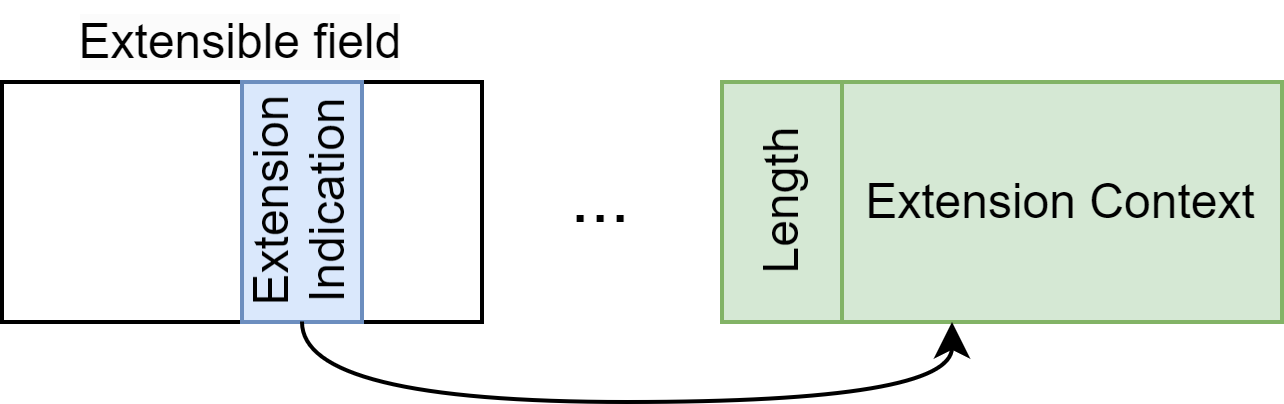 Extensible field
Extension
Indication
...
Length
Extension Context